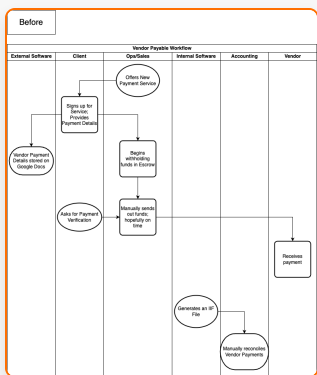 Before
Vendor Payable Workflow
External Software Client Ops/Sales Internal Software Accounting Vendor
Offers New
Payment Service
Signs up for
Service;
Provides
Payment Details
Vendor Payment
Details stored on
Google Docs
Begins
withholding
funds in Escrow
Asks for Payment
Verification
Manually sends
out funds;
hopefully on
time
Receives
payment
Generates an IIF
File
Manually reconciles
Vendor Payments